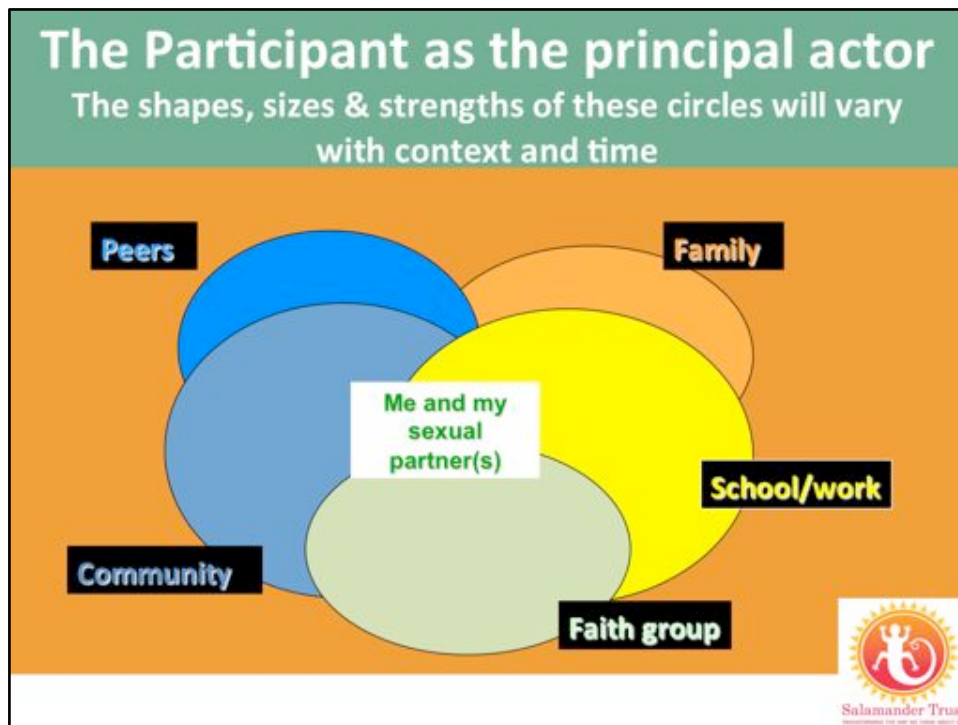 The Participant as the principal actor
The shapes, sizes & strengths of these circles will vary
with context and time
Peers
Family
Me and my
sexual
partner(s)
School/work
Community
Faith group
Salamander Trus